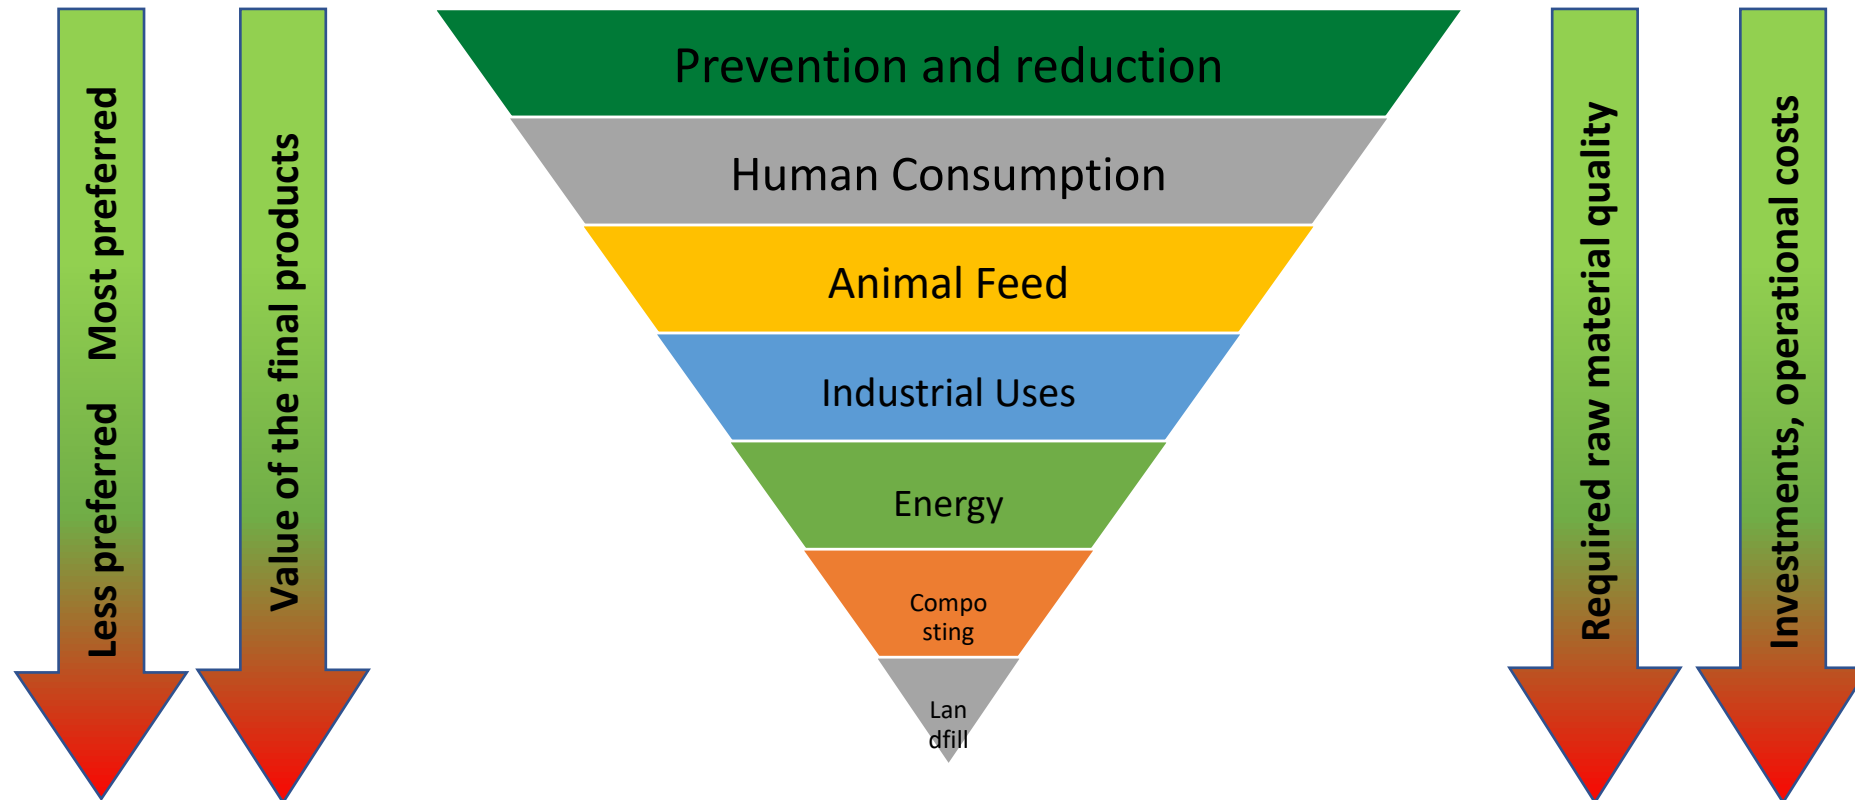 Less preferred   Most preferred
Value of the final products
Prevention and reduction
Human Consumption
Animal Feed
Industrial Uses
Energy
Compo
sting
Lan
dfill
Required raw material quality
Investments, operational costs